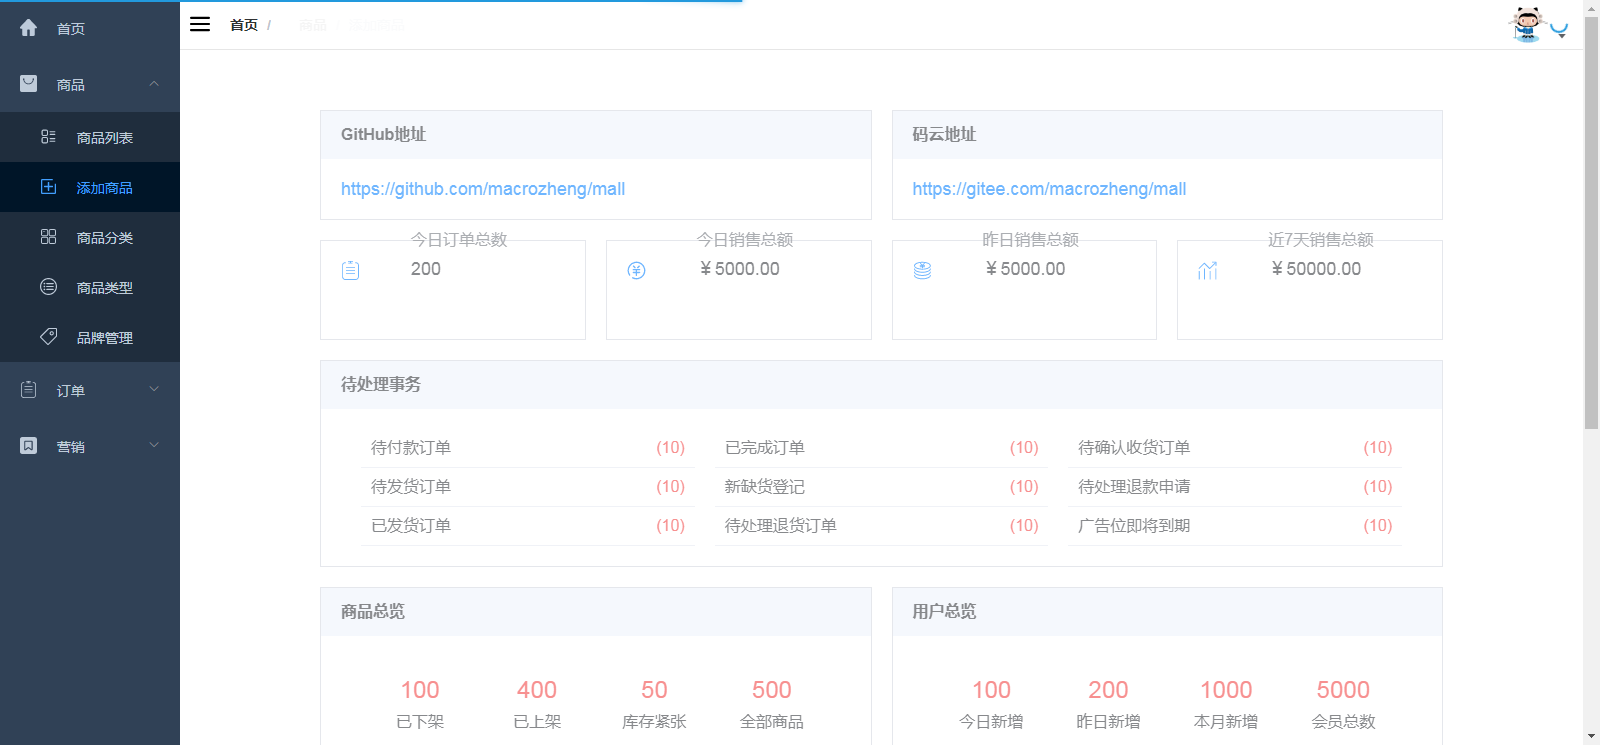 首页
商品
商品列表
添加商品
商品分类
商品类型
品牌管理
订单
营销
首页 / 商品 / 添加商品
GitHub地址
https://github.com/macrozheng/mall
码云地址
https://gitee.com/macrozheng/mall
今日订单总数
200
今日销售总额
￥5000.00
昨日销售总额
￥5000.00
近7天销售总额
￥50000.00
待处理事务
待付款订单 (10) 已完成订单 (10) 待确认收货订单 (10)
待发货订单 (10) 新缺货登记 (10) 待处理退款申请 (10)
已发货订单 (10) 待处理退货订单 (10) 广告位即将到期 (10)
商品总览
100 400 50 500
已下架 已上架 库存紧张 全部商品
用户总览
100 200 1000 5000
今日新增 昨日新增 本月新增 会员总数